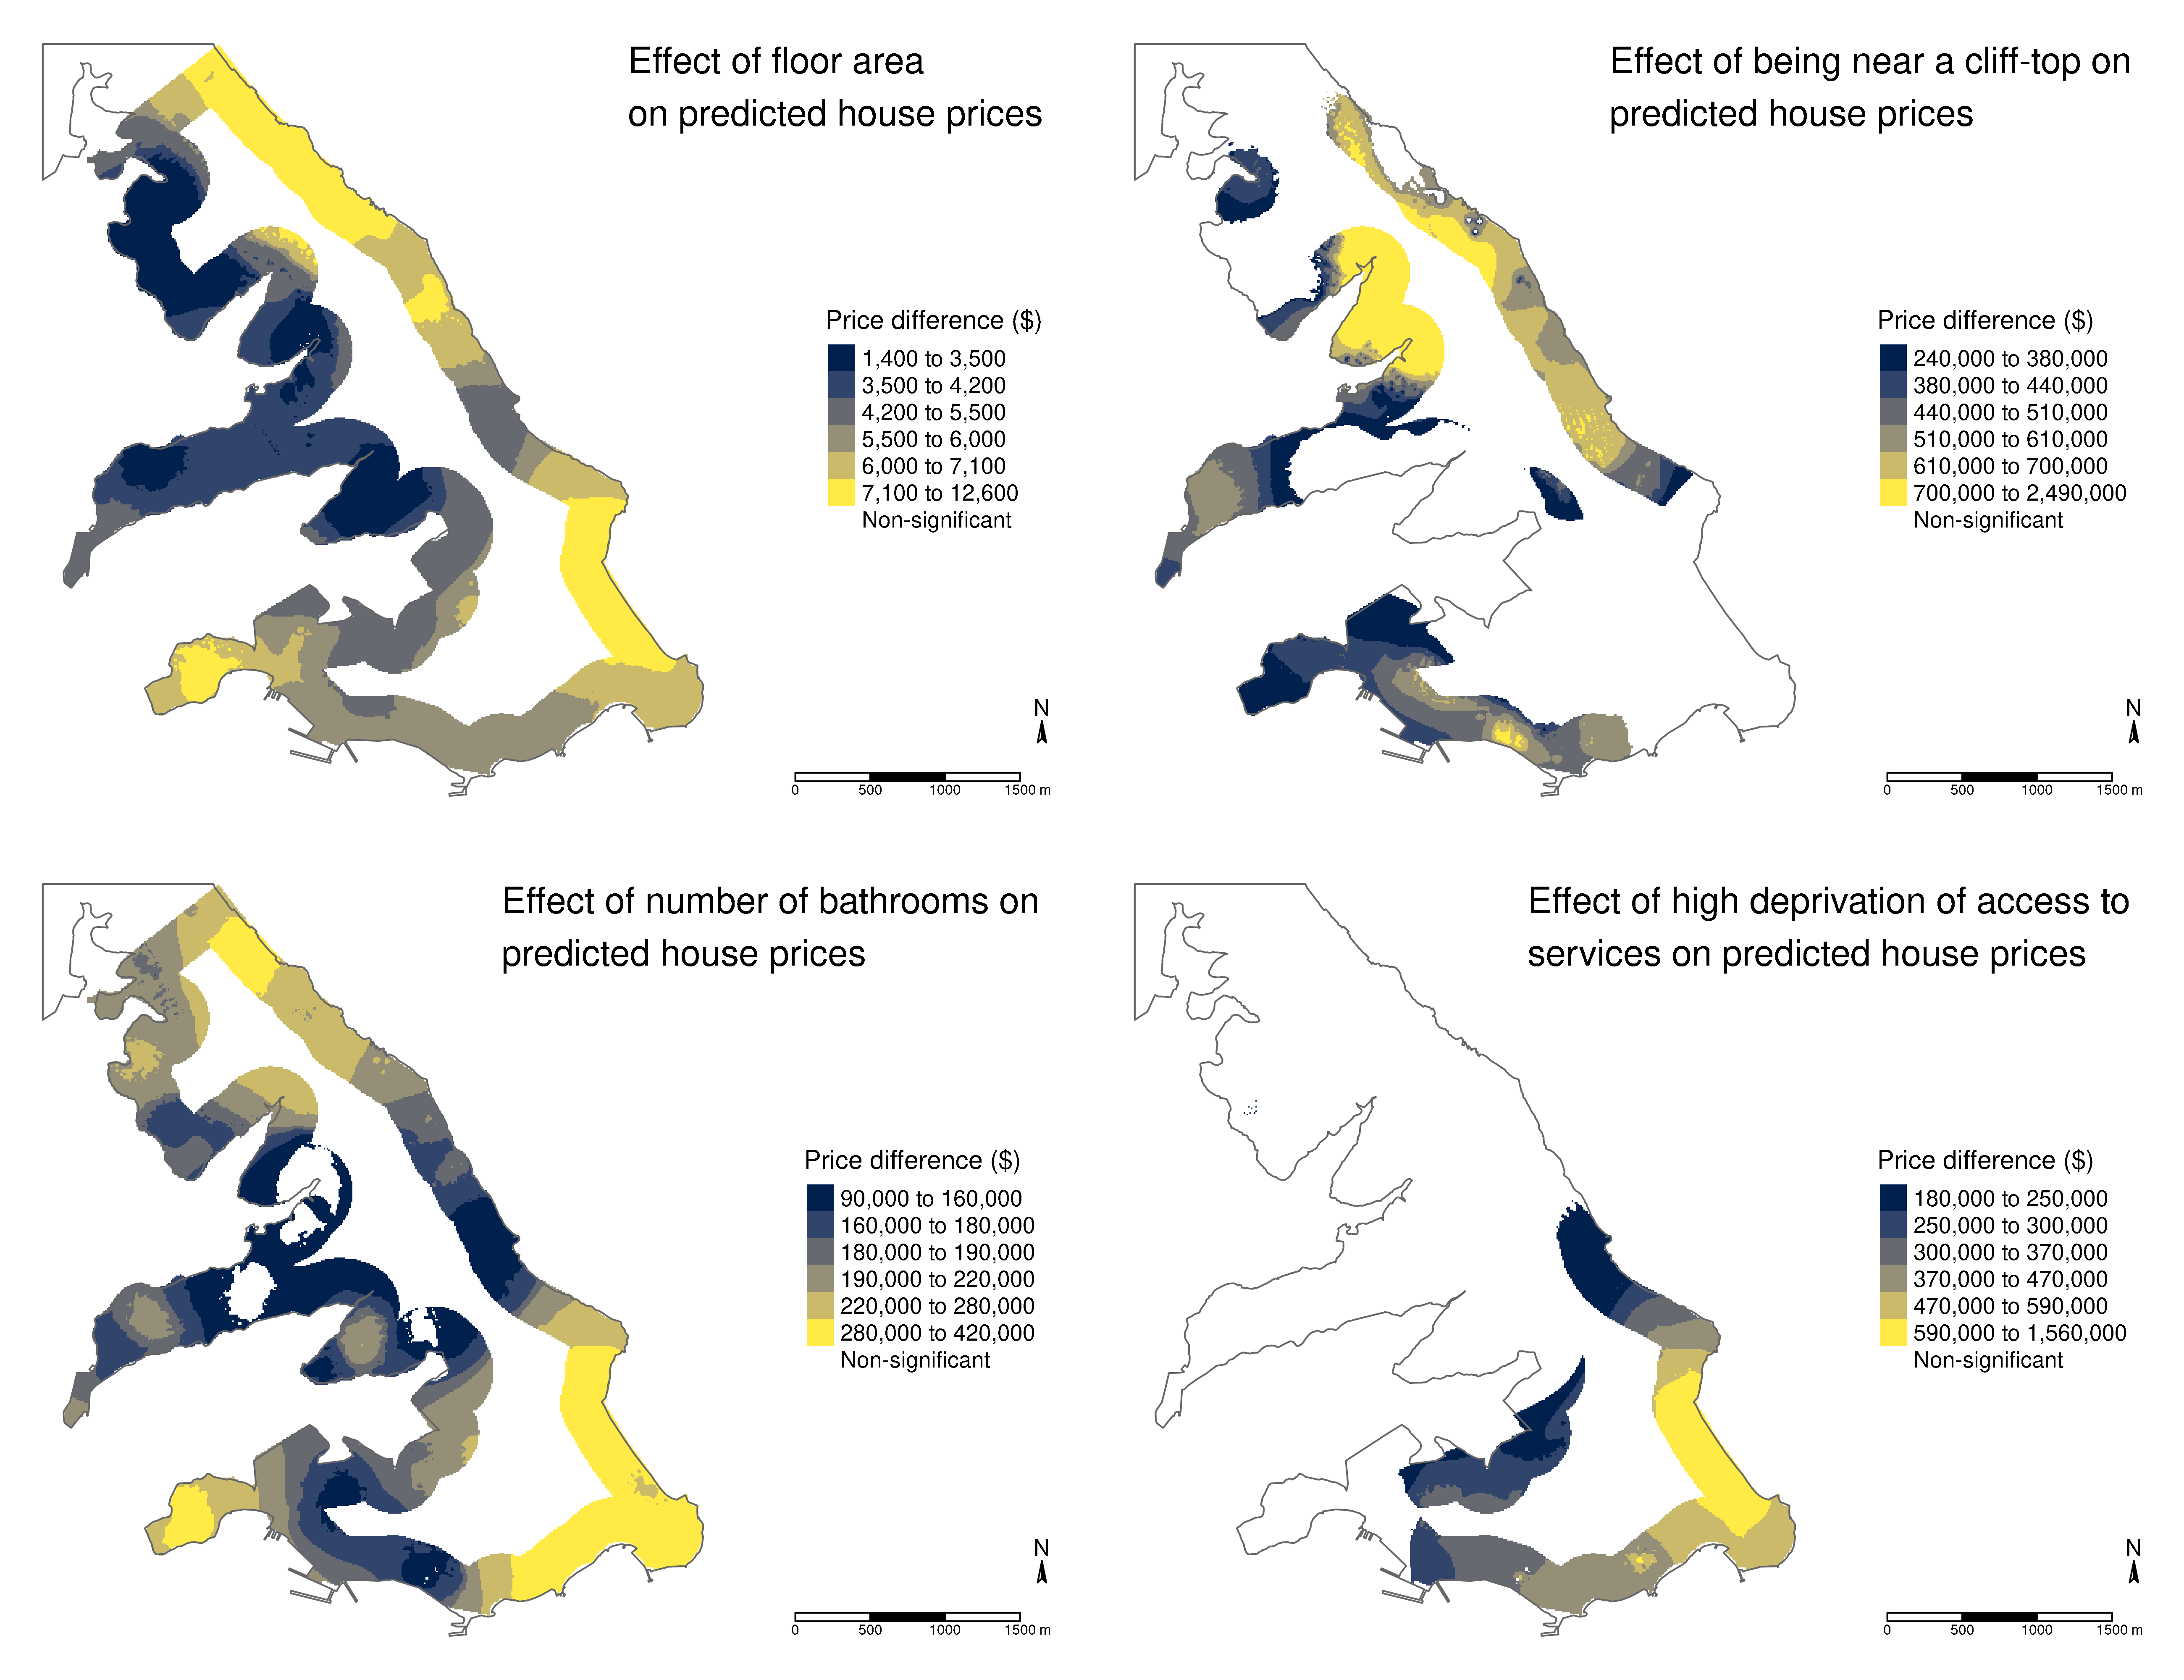 Effect of floor area
on predicted house prices
Price difference ($)
1,400 to 3,500
3,500 to 4,200
4,200 to 5,500
5,500 to 6,000
6,000 to 7,100
7,100 to 12,600
Non-significant
N
0 500 1000 1500 m
Effect of being near a cliff-top on
predicted house prices
Price difference ($)
240,000 to 380,000
380,000 to 440,000
440,000 to 510,000
510,000 to 610,000
610,000 to 700,000
700,000 to 2,490,000
Non-significant
N
0 500 1000 1500 m
Effect of number of bathrooms on
predicted house prices
Price difference ($)
90,000 to 160,000
160,000 to 180,000
180,000 to 190,000
190,000 to 220,000
220,000 to 280,000
280,000 to 420,000
Non-significant
N
0 500 1000 1500 m
Effect of high deprivation of access to
services on predicted house prices
Price difference ($)
180,000 to 250,000
250,000 to 300,000
300,000 to 370,000
370,000 to 470,000
470,000 to 590,000
590,000 to 1,560,000
Non-significant
N
0 500 1000 1500 m